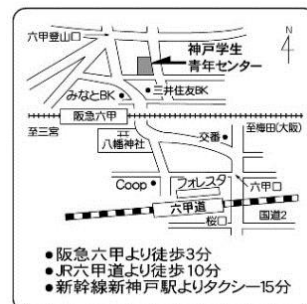 六甲登山口
神戸学生
青年センター
N
みなとBK
三井住友BK
阪急六甲
至三宮
八幡神社
交番
至梅田(大阪)
Coop
フォレスタ
六甲口
六甲道
桜口
国道2
●阪急六甲より徒歩3分
●JR六甲道より徒歩10分
●新幹線新神戸駅よりタクシー15分